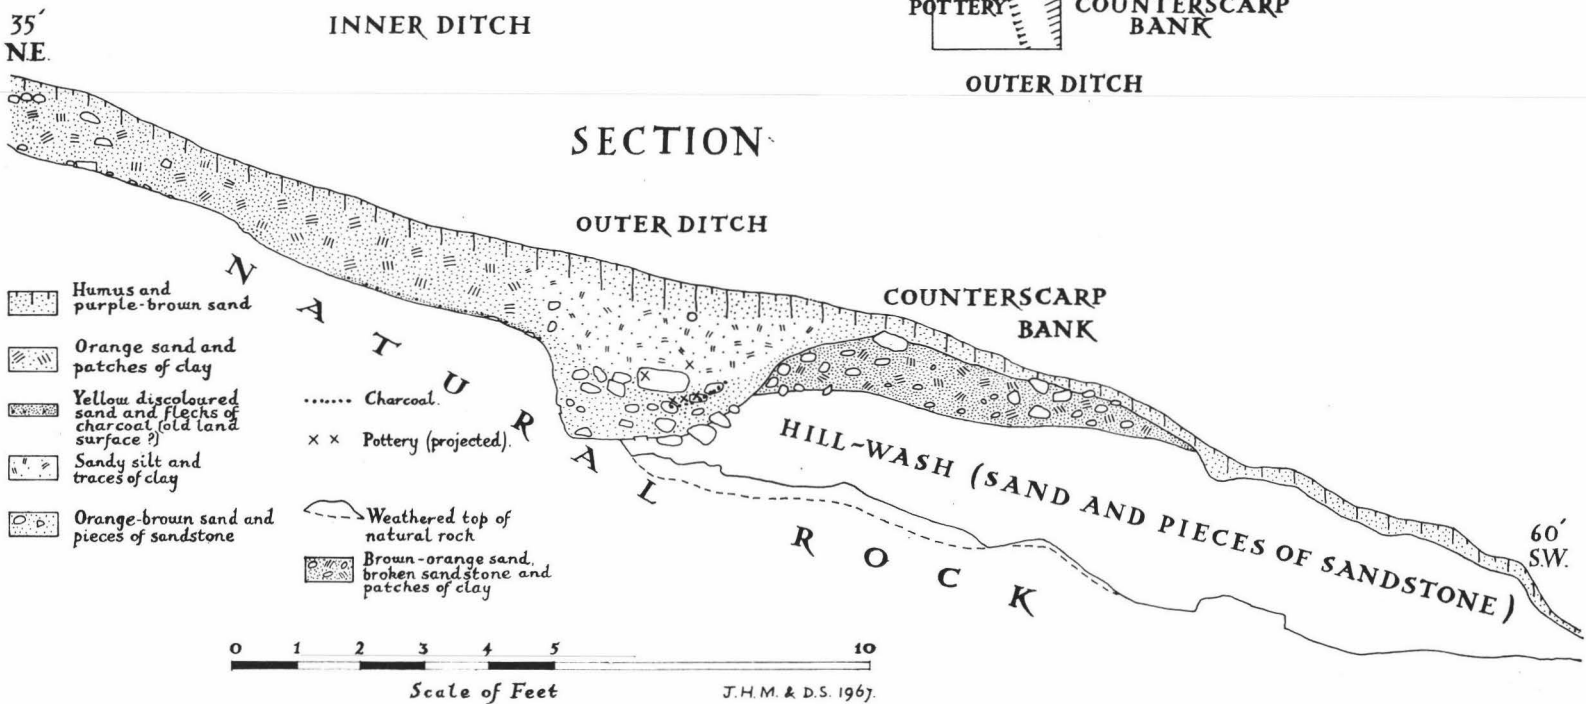 35′
N.E.
INNER DITCH
POTTERY
COUNTERSCARP
BANK
OUTER DITCH
SECTION
OUTER DITCH
COUNTERSCARP
BANK
NATURAL ROCK
HILL-WASH (SAND AND PIECES OF SANDSTONE)
60′
S.W.
Humus and
purple-brown sand
Orange sand and
patches of clay
Yellow discoloured
sand and flecks of
charcoal (old land
surface ?)
Sandy silt and
traces of clay
Orange-brown sand and
pieces of sandstone
Charcoal.
× × Pottery (projected).
Weathered top of
natural rock
Brown-orange sand,
broken sandstone and
patches of clay
0 1 2 3 4 5 10
Scale of Feet
J.H.M. & D.S. 1967.